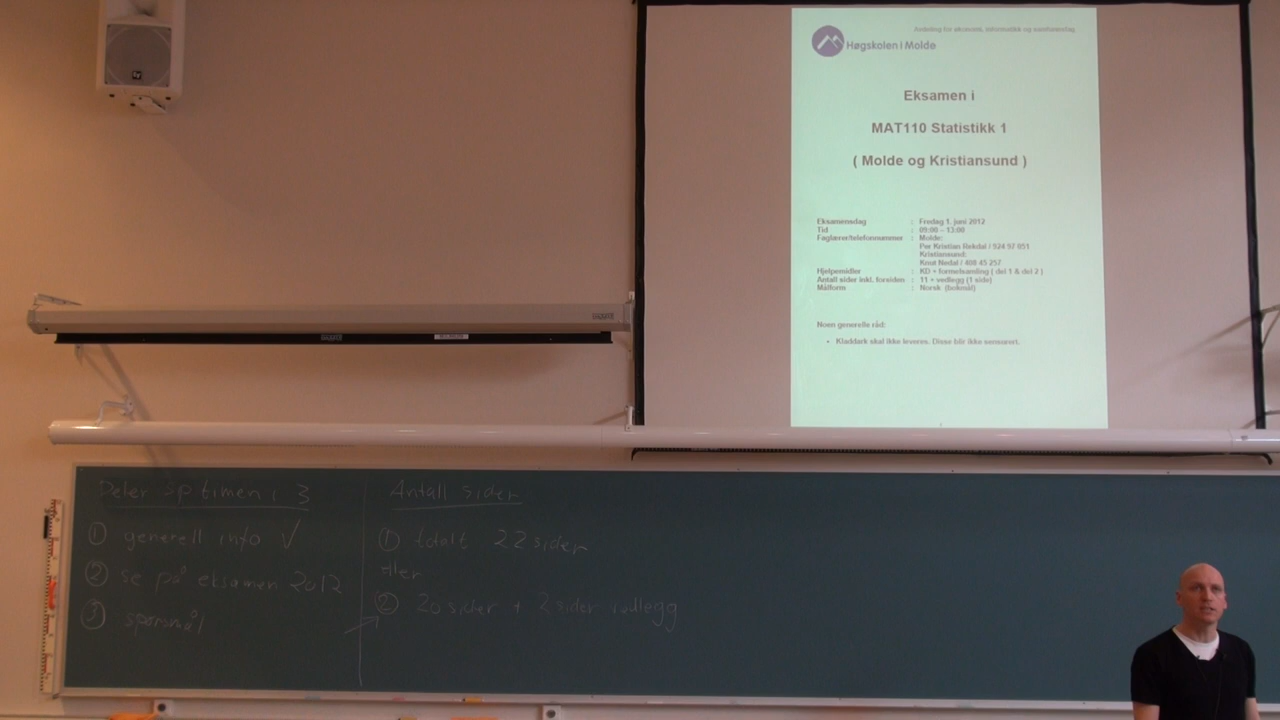 Avdeling for økonomi, informatikk og samfunnsfag
Høgskolen i Molde
Eksamen i
MAT110 Statistikk 1
( Molde og Kristiansund )
Eksamensdag : Fredag 1. juni 2012
Tid : 09:00 – 13:00
Faglærer/telefonnummer : Molde:
Per Kristian Rekdal / 924 97 051
Kristiansund:
Knut Nedal / 408 45 257
Hjelpemidler : KD + formelsamling ( del 1 & del 2 )
Antall sider inkl. forsiden : 11 + vedlegg (1 side)
Målform : Norsk (bokmål)
Noen generelle råd:
• Kladdark skal ikke leveres. Disse blir ikke sensurert.
Deler op timen i 3
① generell info ✓
② se på eksamen 2012
③ spørsmål
Antall sider
① totalt 22 sider
eller
② 20 sider + 2 sider vedlegg